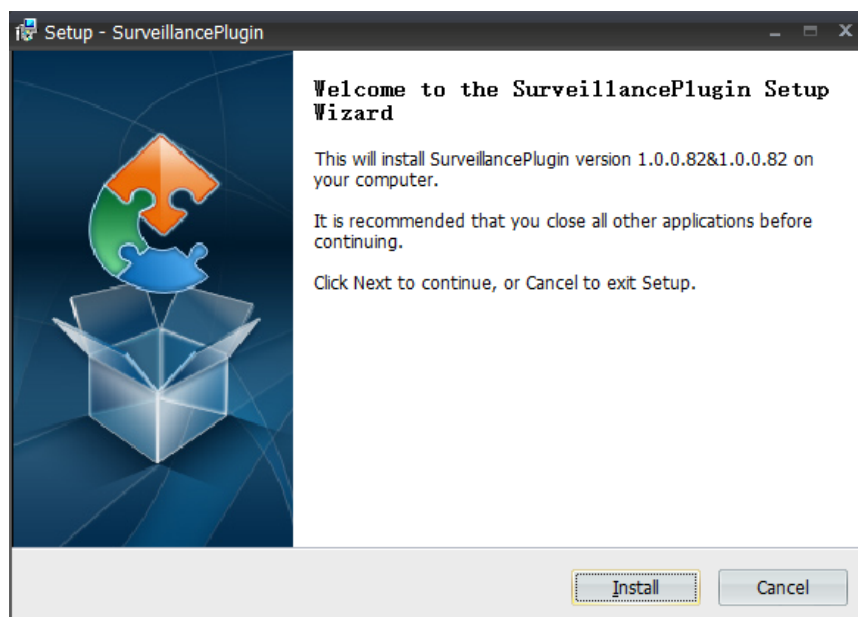 Setup - SurveillancePlugin
Welcome to the SurveillancePlugin Setup
Wizard
This will install SurveillancePlugin version 1.0.0.82&1.0.0.82 on
your computer.
It is recommended that you close all other applications before
continuing.
Click Next to continue, or Cancel to exit Setup.
Install
Cancel